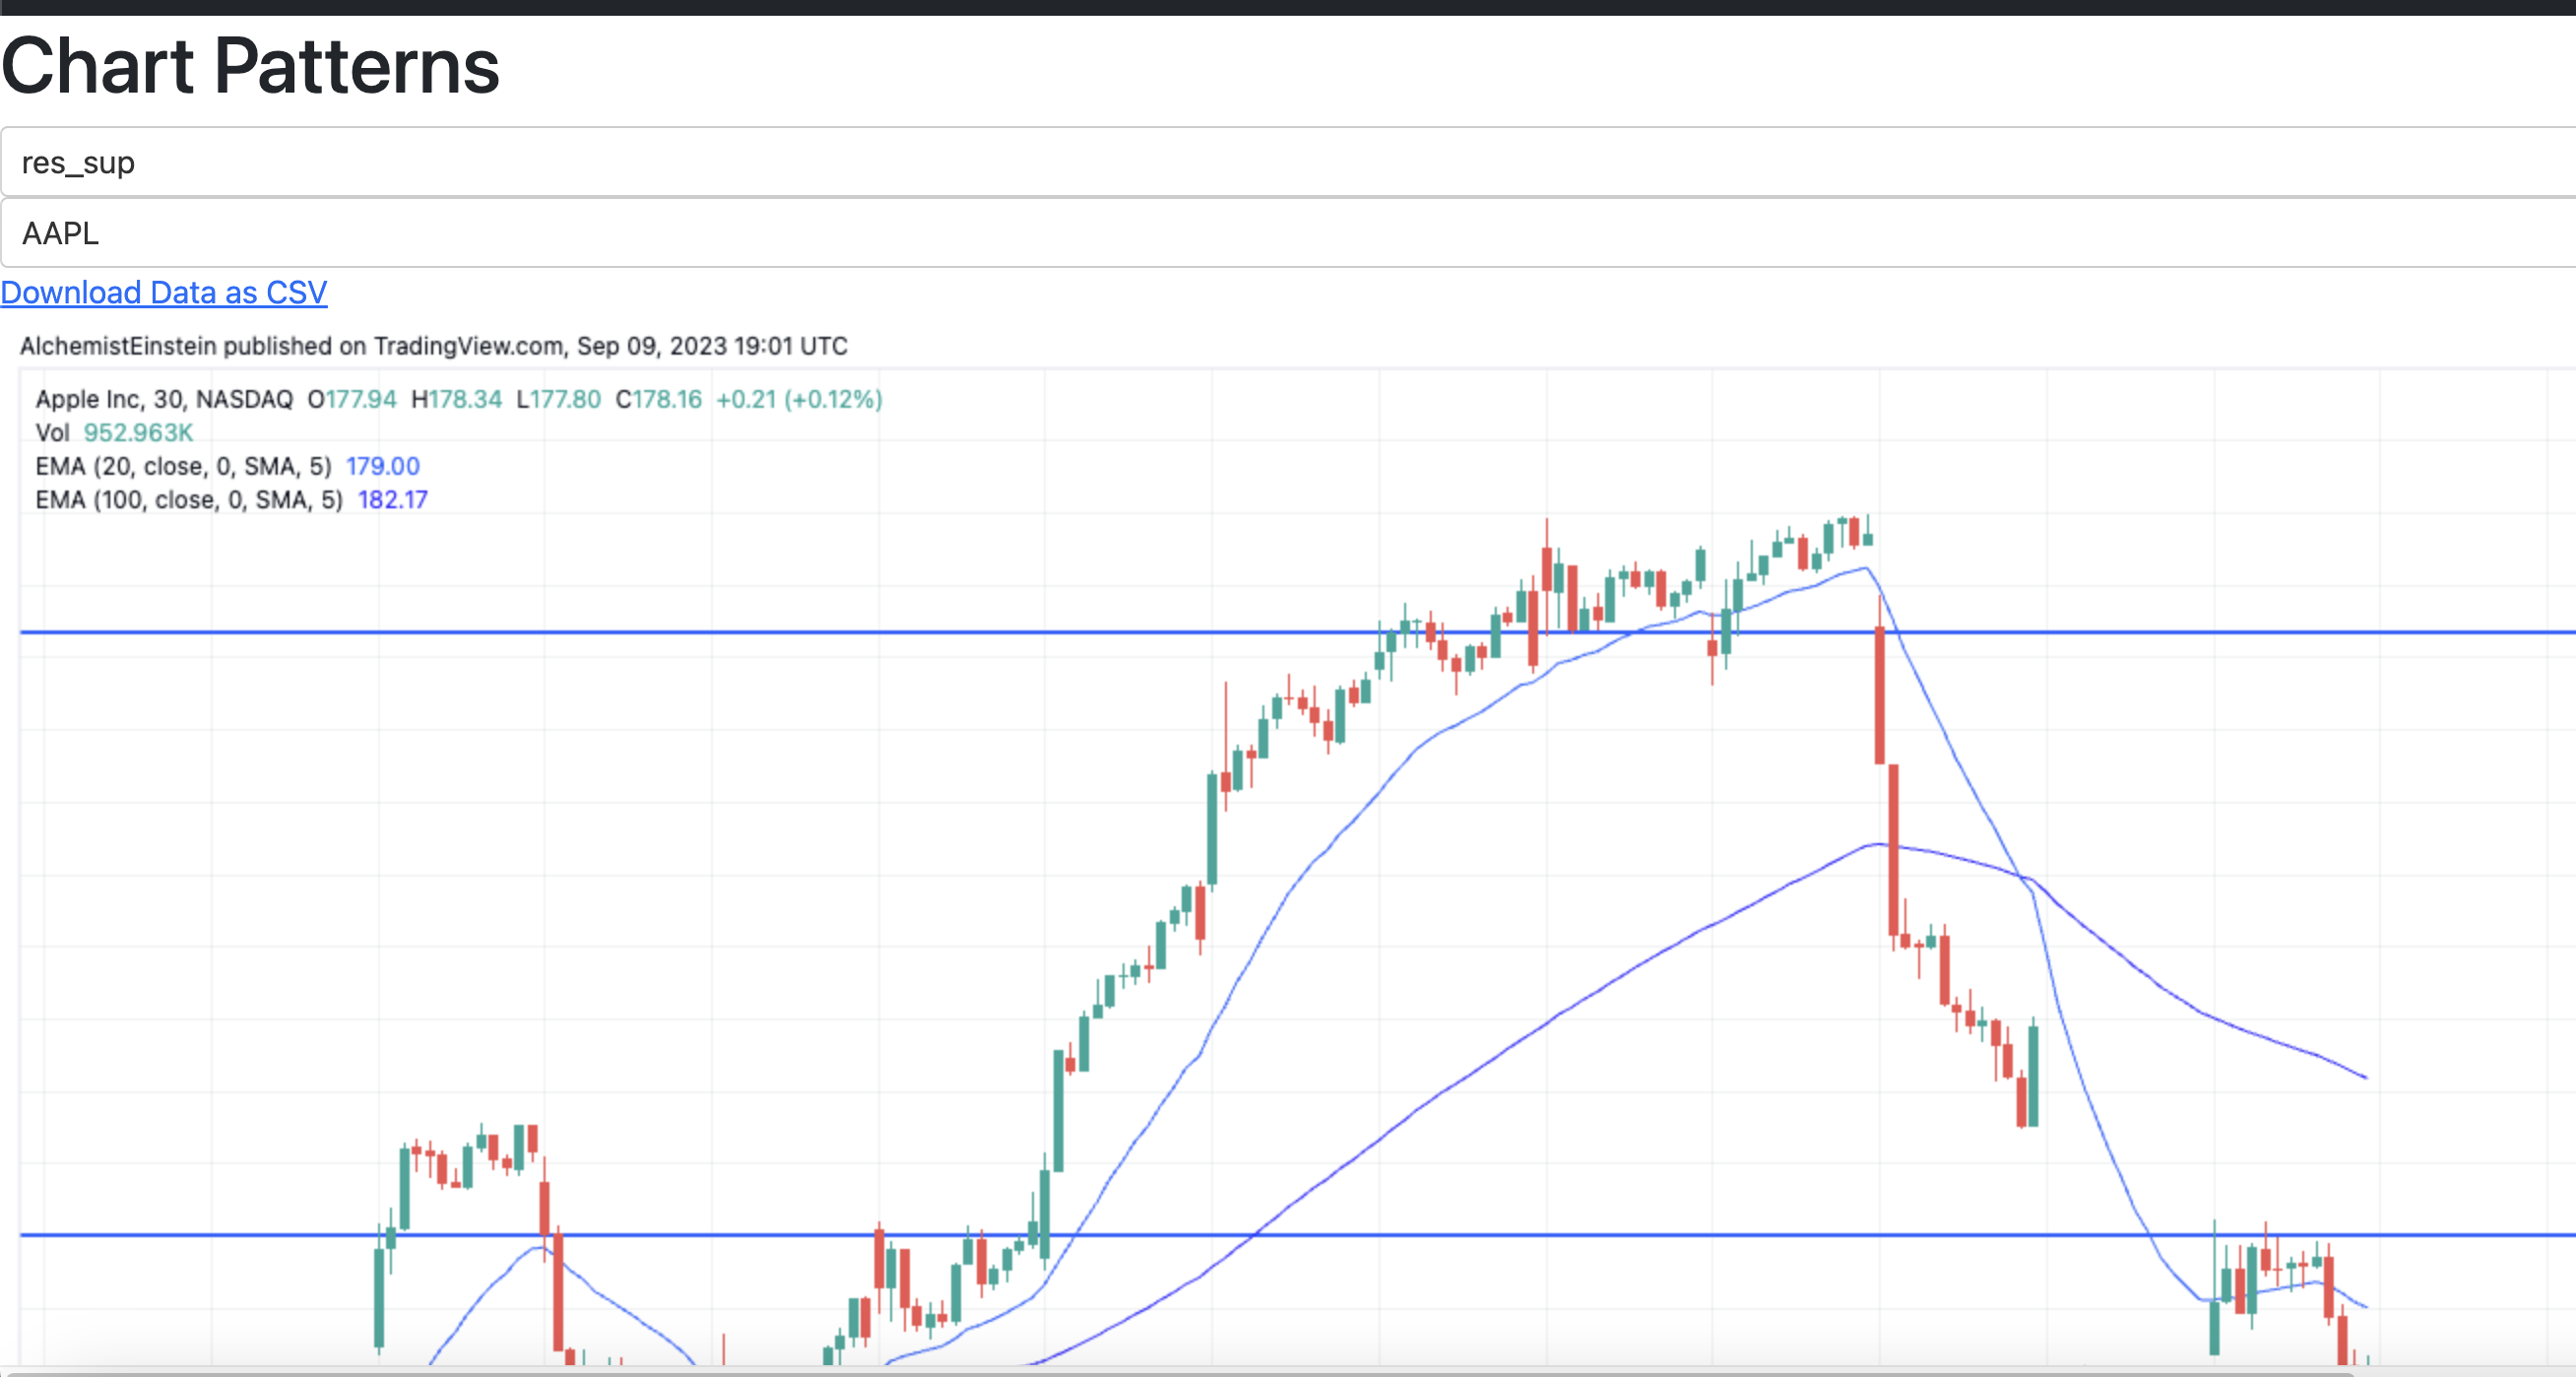 Chart Patterns
res_sup
AAPL
Download Data as CSV
AlchemistEinstein published on TradingView.com, Sep 09, 2023 19:01 UTC
Apple Inc, 30, NASDAQ O177.94 H178.34 L177.80 C178.16 +0.21 (+0.12%)
Vol 952.963K
EMA (20, close, 0, SMA, 5) 179.00
EMA (100, close, 0, SMA, 5) 182.17